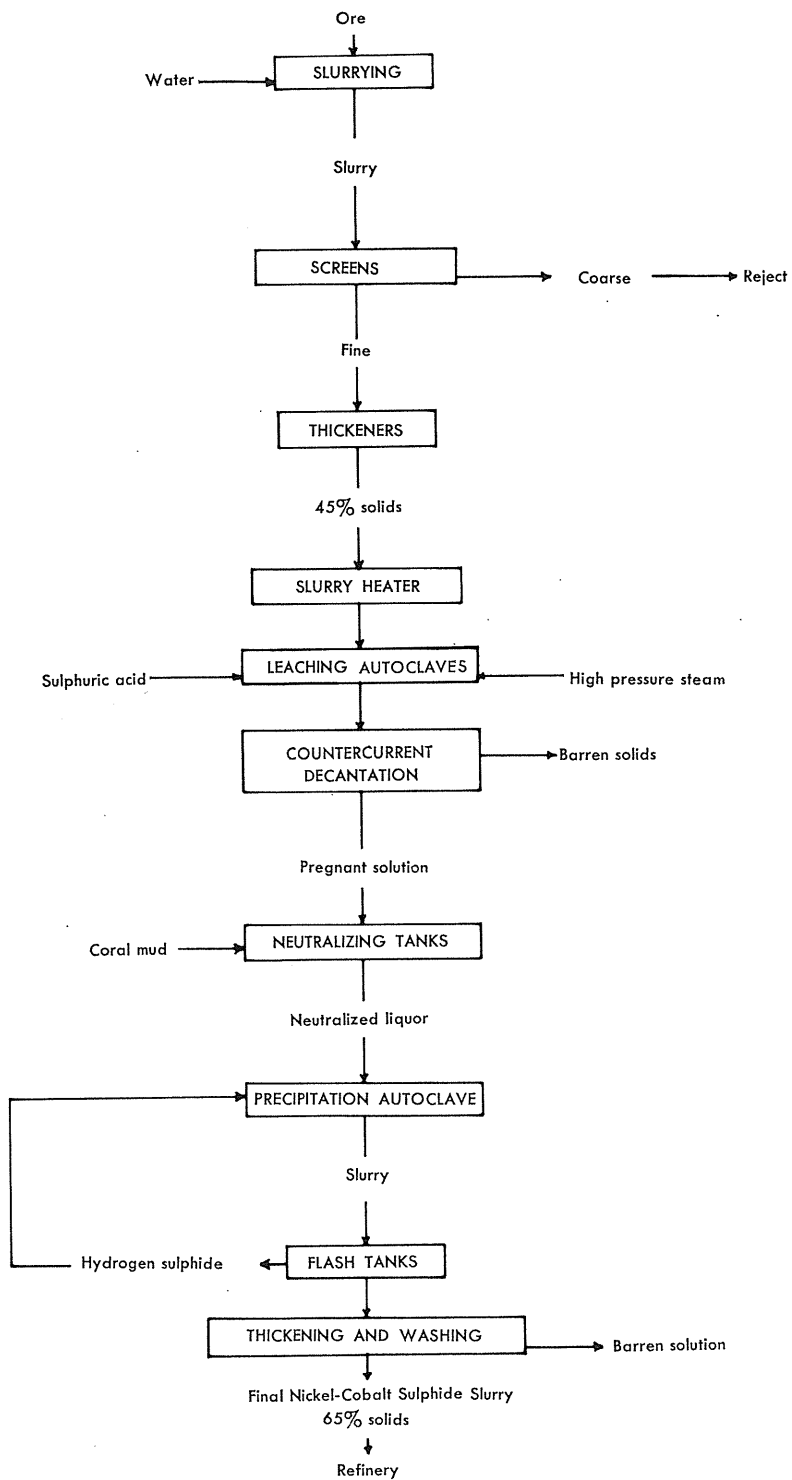 Ore
Water
SLURRYING
Slurry
SCREENS
Coarse
Reject
Fine
THICKENERS
45% solids
SLURRY HEATER
Sulphuric acid
LEACHING AUTOCLAVES
High pressure steam
COUNTERCURRENT
DECANTATION
Barren solids
Pregnant solution
Coral mud
NEUTRALIZING TANKS
Neutralized liquor
PRECIPITATION AUTOCLAVE
Slurry
Hydrogen sulphide
FLASH TANKS
THICKENING AND WASHING
Barren solution
Final Nickel-Cobalt Sulphide Slurry
65% solids
Refinery